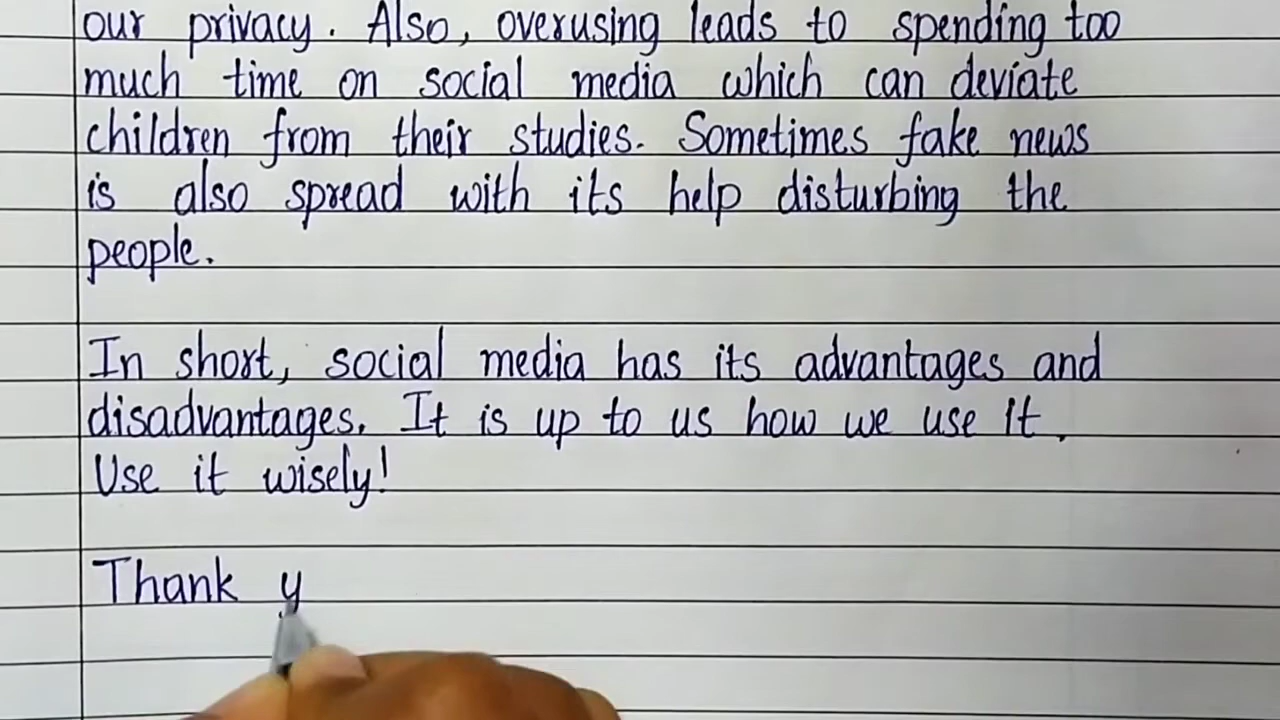 our privacy. Also, overusing leads to spending too
much time on social media which can deviate
children from their studies. Sometimes fake news
is also spread with its help disturbing the
people.
In short, social media has its advantages and
disadvantages. It is up to us how we use it.
Use it wisely!
Thank y